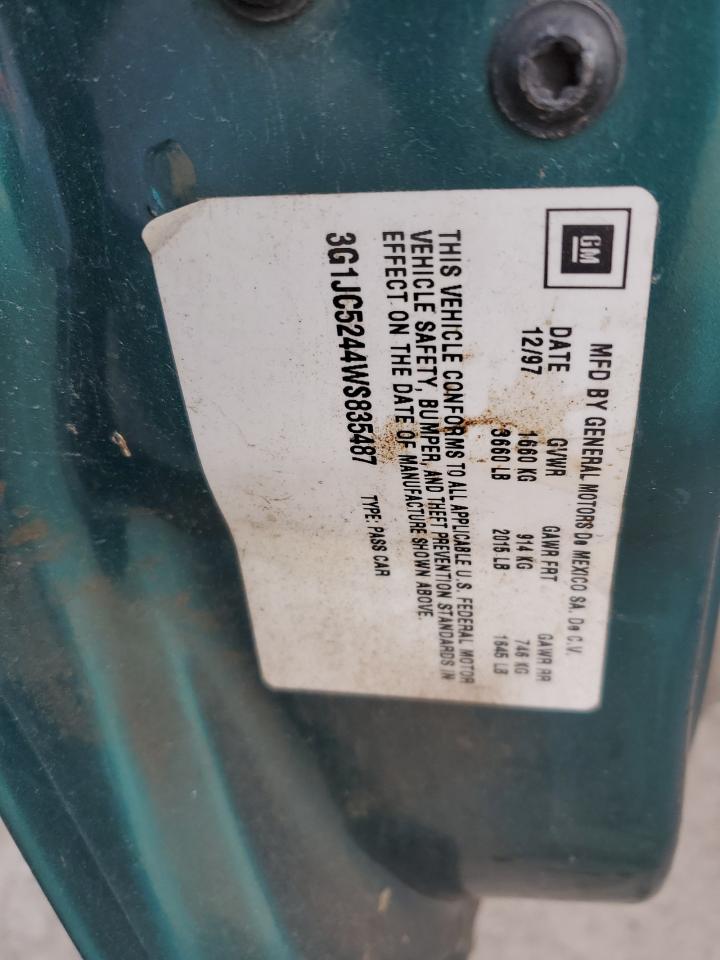 GM
MFD BY GENERAL MOTORS De MEXICO SA. De C.V.
DATE GVWR GAWR FRT GAWR RR
12/97 1660 KG 914 KG 746 KG
3660 LB 2015 LB 1645 LB
THIS VEHICLE CONFORMS TO ALL APPLICABLE U.S. FEDERAL MOTOR
VEHICLE SAFETY, BUMPER, AND THEFT PREVENTION STANDARDS IN
EFFECT ON THE DATE OF MANUFACTURE SHOWN ABOVE.
3G1JC5244WS835487 TYPE: PASS CAR